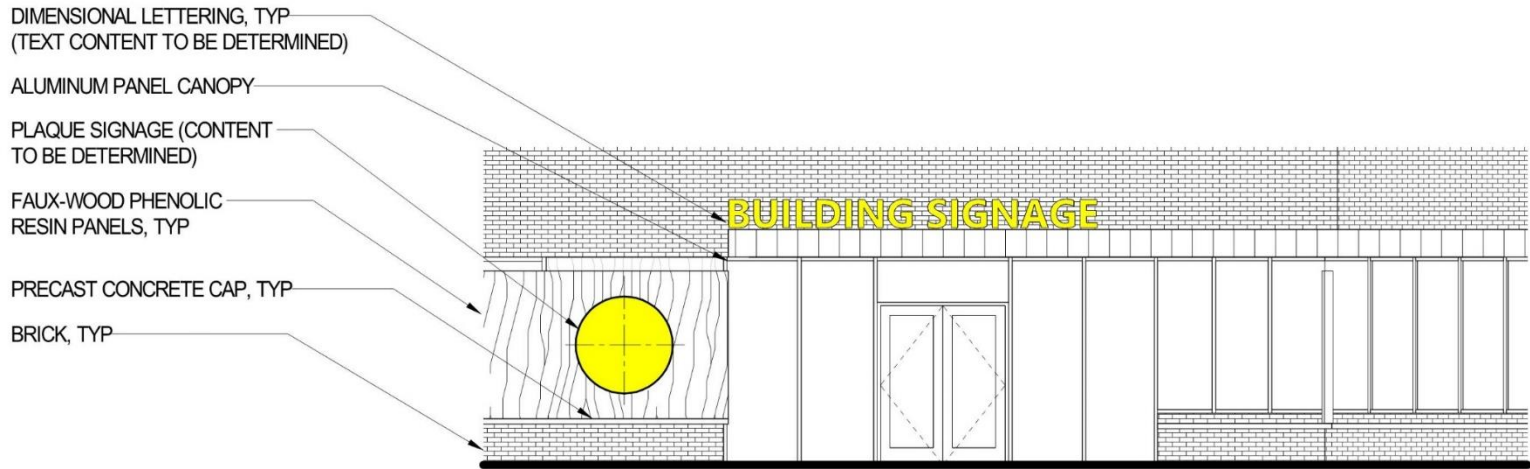 DIMENSIONAL LETTERING, TYP
(TEXT CONTENT TO BE DETERMINED)
ALUMINUM PANEL CANOPY
PLAQUE SIGNAGE (CONTENT
TO BE DETERMINED)
FAUX-WOOD PHENOLIC
RESIN PANELS, TYP
PRECAST CONCRETE CAP, TYP
BRICK, TYP
BUILDING SIGNAGE